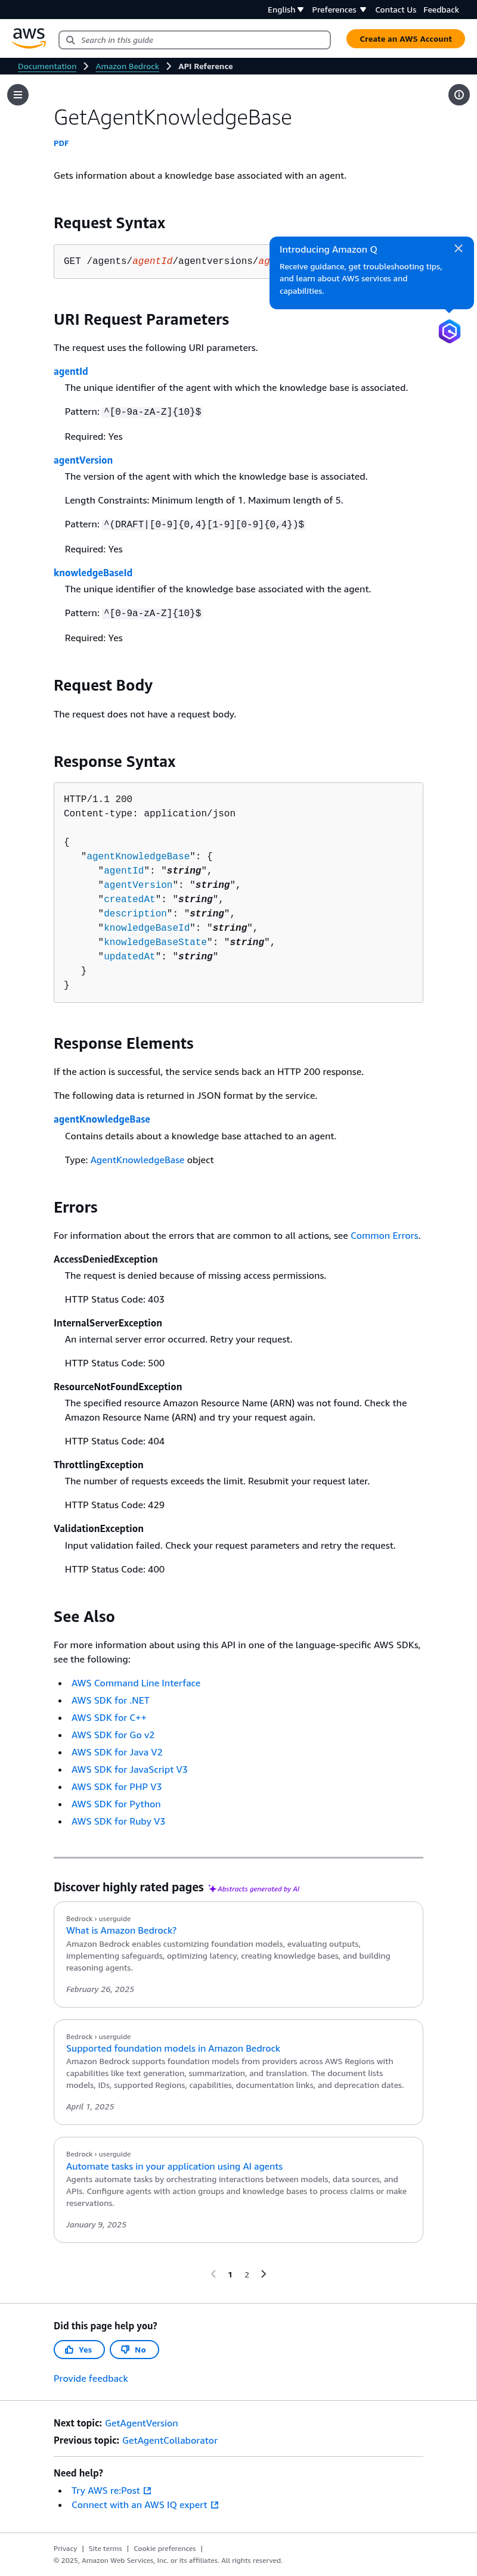 English Preferences Contact Us Feedback
aws
Search in this guide
Create an AWS Account
Documentation Amazon Bedrock API Reference
GetAgentKnowledgeBase
PDF
Gets information about a knowledge base associated with an agent.
Request Syntax
GET /agents/agentId/agentversions/ag
Introducing Amazon Q
Receive guidance, get troubleshooting tips,
and learn about AWS services and
capabilities.
URI Request Parameters
The request uses the following URI parameters.
agentId
The unique identifier of the agent with which the knowledge base is associated.
Pattern: ^[0-9a-zA-Z]{10}$
Required: Yes
agentVersion
The version of the agent with which the knowledge base is associated.
Length Constraints: Minimum length of 1. Maximum length of 5.
Pattern: ^(DRAFT|[0-9]{0,4}[1-9][0-9]{0,4})$
Required: Yes
knowledgeBaseId
The unique identifier of the knowledge base associated with the agent.
Pattern: ^[0-9a-zA-Z]{10}$
Required: Yes
Request Body
The request does not have a request body.
Response Syntax
HTTP/1.1 200
Content-type: application/json
{
"agentKnowledgeBase": {
"agentId": "string",
"agentVersion": "string",
"createdAt": "string",
"description": "string",
"knowledgeBaseId": "string",
"knowledgeBaseState": "string",
"updatedAt": "string"
}
}
Response Elements
If the action is successful, the service sends back an HTTP 200 response.
The following data is returned in JSON format by the service.
agentKnowledgeBase
Contains details about a knowledge base attached to an agent.
Type: AgentKnowledgeBase object
Errors
For information about the errors that are common to all actions, see Common Errors.
AccessDeniedException
The request is denied because of missing access permissions.
HTTP Status Code: 403
InternalServerException
An internal server error occurred. Retry your request.
HTTP Status Code: 500
ResourceNotFoundException
The specified resource Amazon Resource Name (ARN) was not found. Check the
Amazon Resource Name (ARN) and try your request again.
HTTP Status Code: 404
ThrottlingException
The number of requests exceeds the limit. Resubmit your request later.
HTTP Status Code: 429
ValidationException
Input validation failed. Check your request parameters and retry the request.
HTTP Status Code: 400
See Also
For more information about using this API in one of the language-specific AWS SDKs,
see the following:
• AWS Command Line Interface
• AWS SDK for .NET
• AWS SDK for C++
• AWS SDK for Go v2
• AWS SDK for Java V2
• AWS SDK for JavaScript V3
• AWS SDK for PHP V3
• AWS SDK for Python
• AWS SDK for Ruby V3
Discover highly rated pages Abstracts generated by AI
Bedrock › userguide
What is Amazon Bedrock?
Amazon Bedrock enables customizing foundation models, evaluating outputs,
implementing safeguards, optimizing latency, creating knowledge bases, and building
reasoning agents.
February 26, 2025
Bedrock › userguide
Supported foundation models in Amazon Bedrock
Amazon Bedrock supports foundation models from providers across AWS Regions with
capabilities like text generation, summarization, and translation. The document lists
models, IDs, supported Regions, capabilities, documentation links, and deprecation dates.
April 1, 2025
Bedrock › userguide
Automate tasks in your application using AI agents
Agents automate tasks by orchestrating interactions between models, data sources, and
APIs. Configure agents with action groups and knowledge bases to process claims or make
reservations.
January 9, 2025
1 2
Did this page help you?
Yes No
Provide feedback
Next topic: GetAgentVersion
Previous topic: GetAgentCollaborator
Need help?
• Try AWS re:Post
• Connect with an AWS IQ expert
Privacy | Site terms | Cookie preferences |
© 2025, Amazon Web Services, Inc. or its affiliates. All rights reserved.